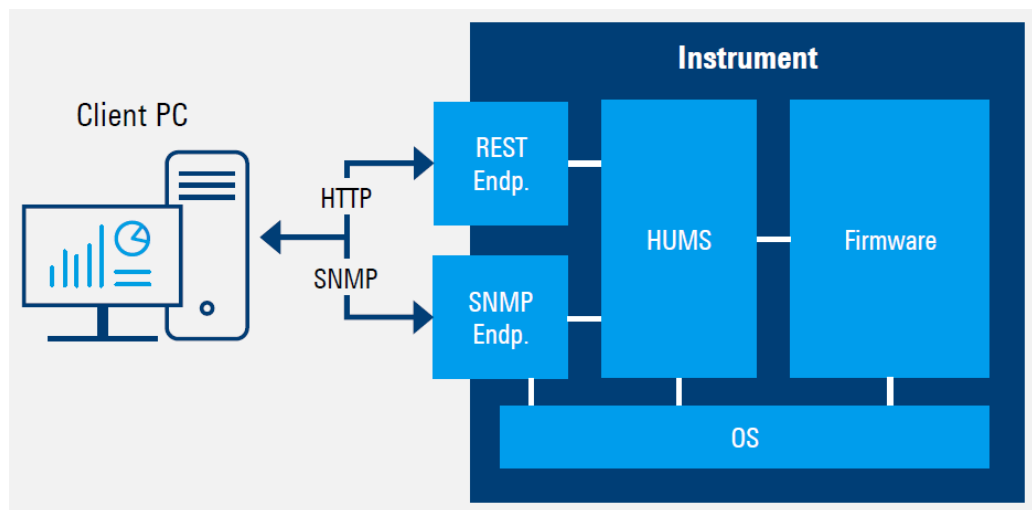 Instrument
Client PC
REST
Endp.
HTTP
HUMS
Firmware
SNMP
SNMP
Endp.
OS